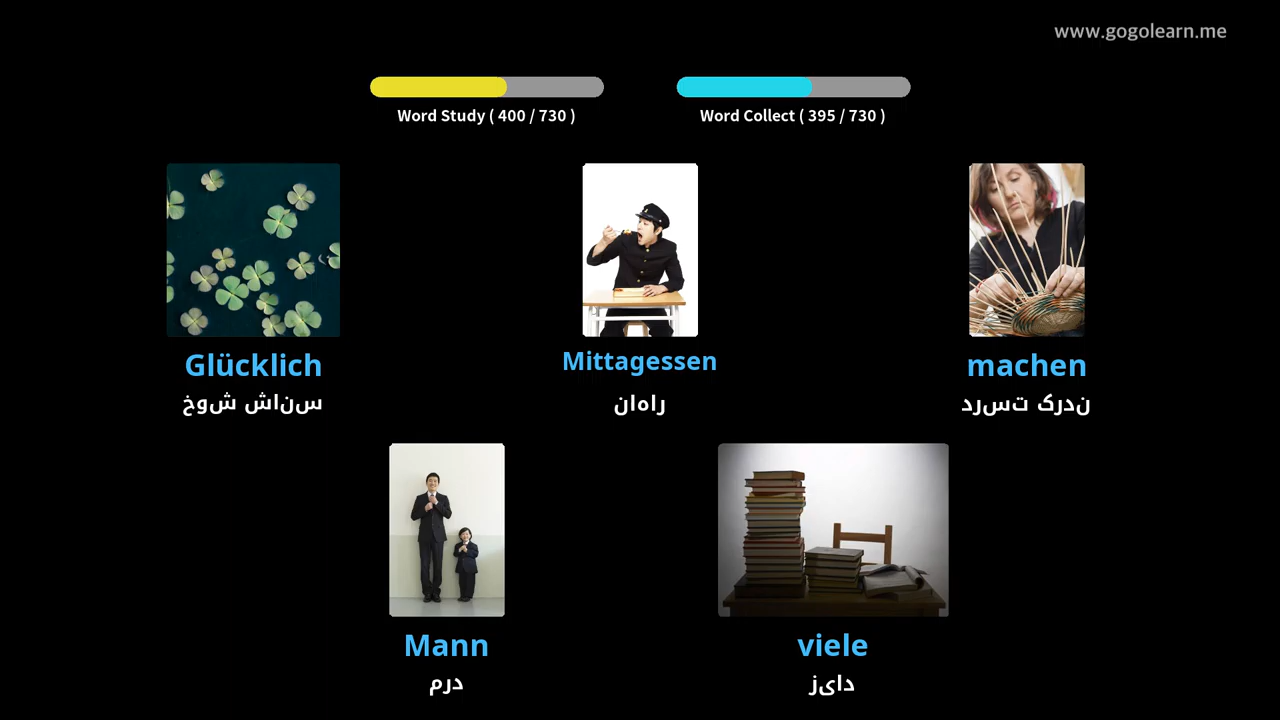 www.gogolearn.me
Word Study ( 400 / 730 )
Word Collect ( 395 / 730 )
Glücklich
سناش شوخ
Mittagessen
راهان
machen
ندرک تسرد
Mann
درم
viele
دایز